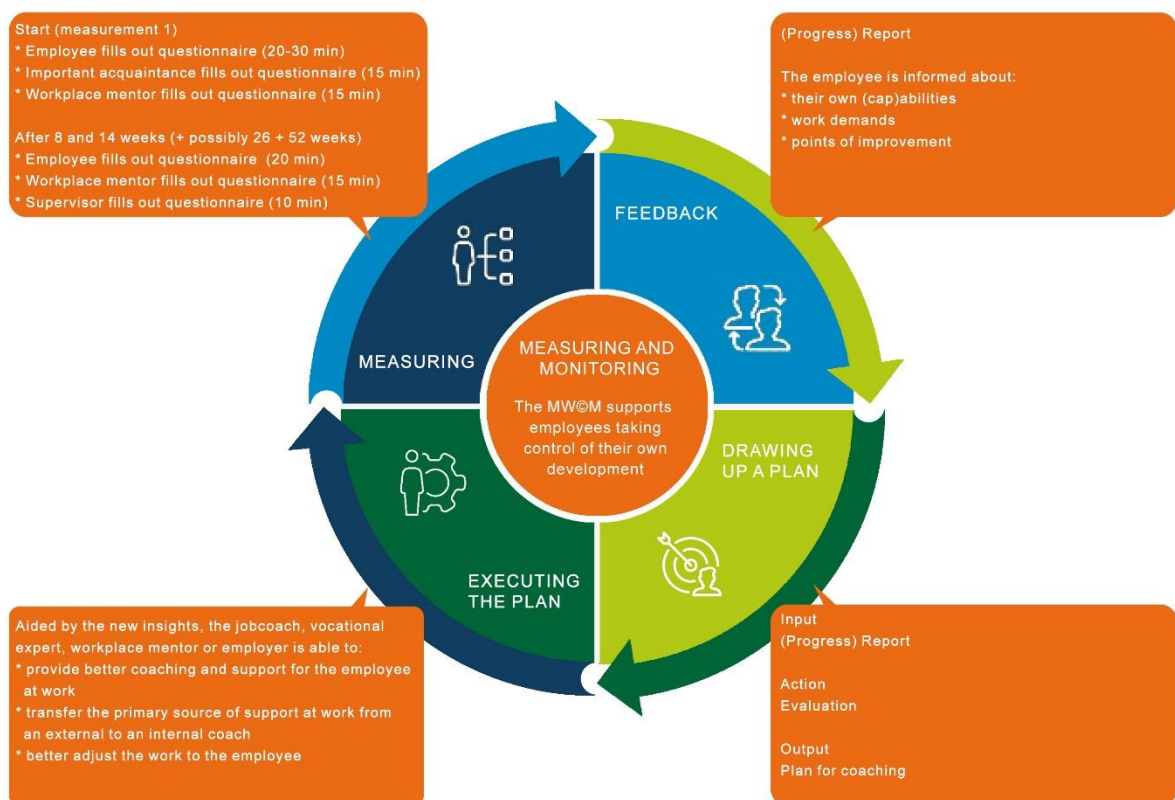 Start (measurement 1)
* Employee fills out questionnaire (20-30 min)
* Important acquaintance fills out questionnaire (15 min)
* Workplace mentor fills out questionnaire (15 min)
After 8 and 14 weeks (+ possibly 26 + 52 weeks)
* Employee fills out questionnaire (20 min)
* Workplace mentor fills out questionnaire (15 min)
* Supervisor fills out questionnaire (10 min)
(Progress) Report
The employee is informed about:
* their own (cap)abilities
* work demands
* points of improvement
FEEDBACK
MEASURING
MEASURING AND
MONITORING
The MW©M supports
employees taking
control of their own
development
DRAWING
UP A PLAN
EXECUTING
THE PLAN
Aided by the new insights, the jobcoach, vocational
expert, workplace mentor or employer is able to:
* provide better coaching and support for the employee
at work
* transfer the primary source of support at work from
an external to an internal coach
* better adjust the work to the employee
Input
(Progress) Report
Action
Evaluation
Output
Plan for coaching